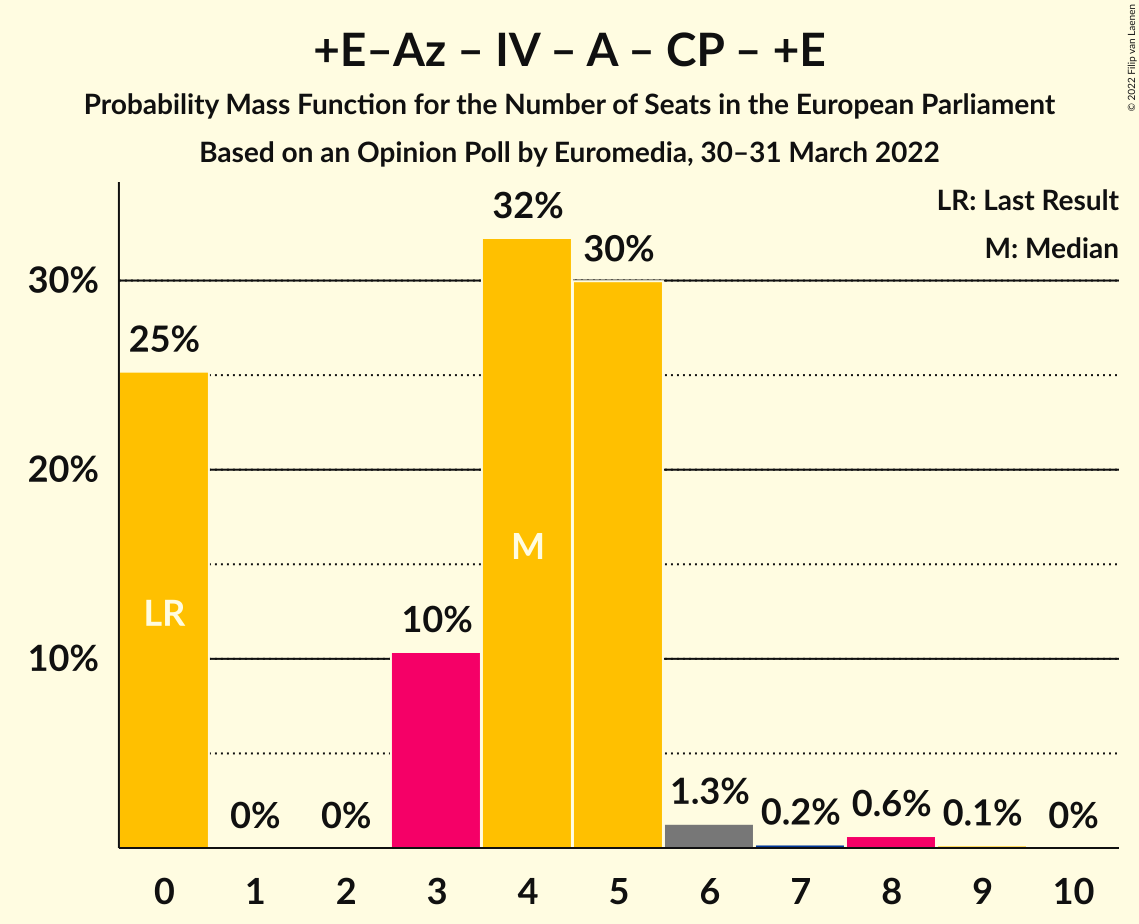 +E–Az – IV – A – CP – +E
Probability Mass Function for the Number of Seats in the European Parliament
Based on an Opinion Poll by Euromedia, 30–31 March 2022
© 2022 Filip van Laenen
LR: Last Result
M: Median
32%
30%
30%
25%
20%
M
LR
10%
10%
1.3%
0.2%
0.6%
0.1%
0%
0%
0%
0 1 2 3 4 5 6 7 8 9 10